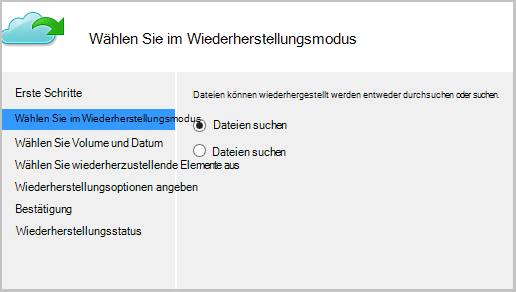 Wählen Sie im Wiederherstellungsmodus
Erste Schritte
Wählen Sie im Wiederherstellungsmodus
Wählen Sie Volume und Datum
Wählen Sie wiederherzustellende Elemente aus
Wiederherstellungsoptionen angeben
Bestätigung
Wiederherstellungsstatus
Dateien können wiederhergestellt werden entweder durchsuchen oder suchen.
Dateien suchen
Dateien suchen